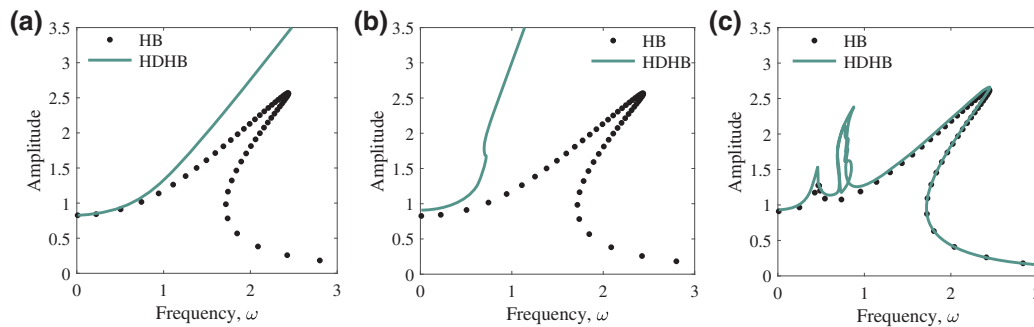 (a)
3.5
3
2.5
2
1.5
1
0.5
0
Amplitude
HB
HDHB
0 1 2 3
Frequency, ω
(b)
3.5
3
2.5
2
1.5
1
0.5
0
Amplitude
HB
HDHB
0 1 2 3
Frequency, ω
(c)
3.5
3
2.5
2
1.5
1
0.5
0
Amplitude
HB
HDHB
0 1 2 3
Frequency, ω